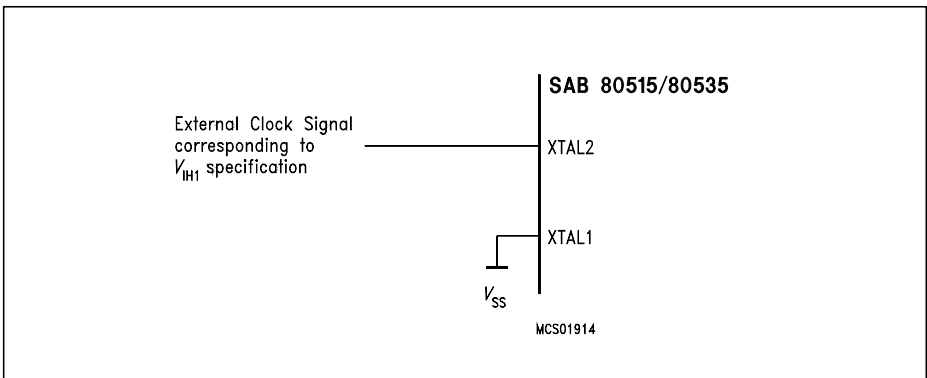 SAB 80515/80535
External Clock Signal
corresponding to
VIH1 specification
XTAL2
XTAL1
VSS
MCS01914